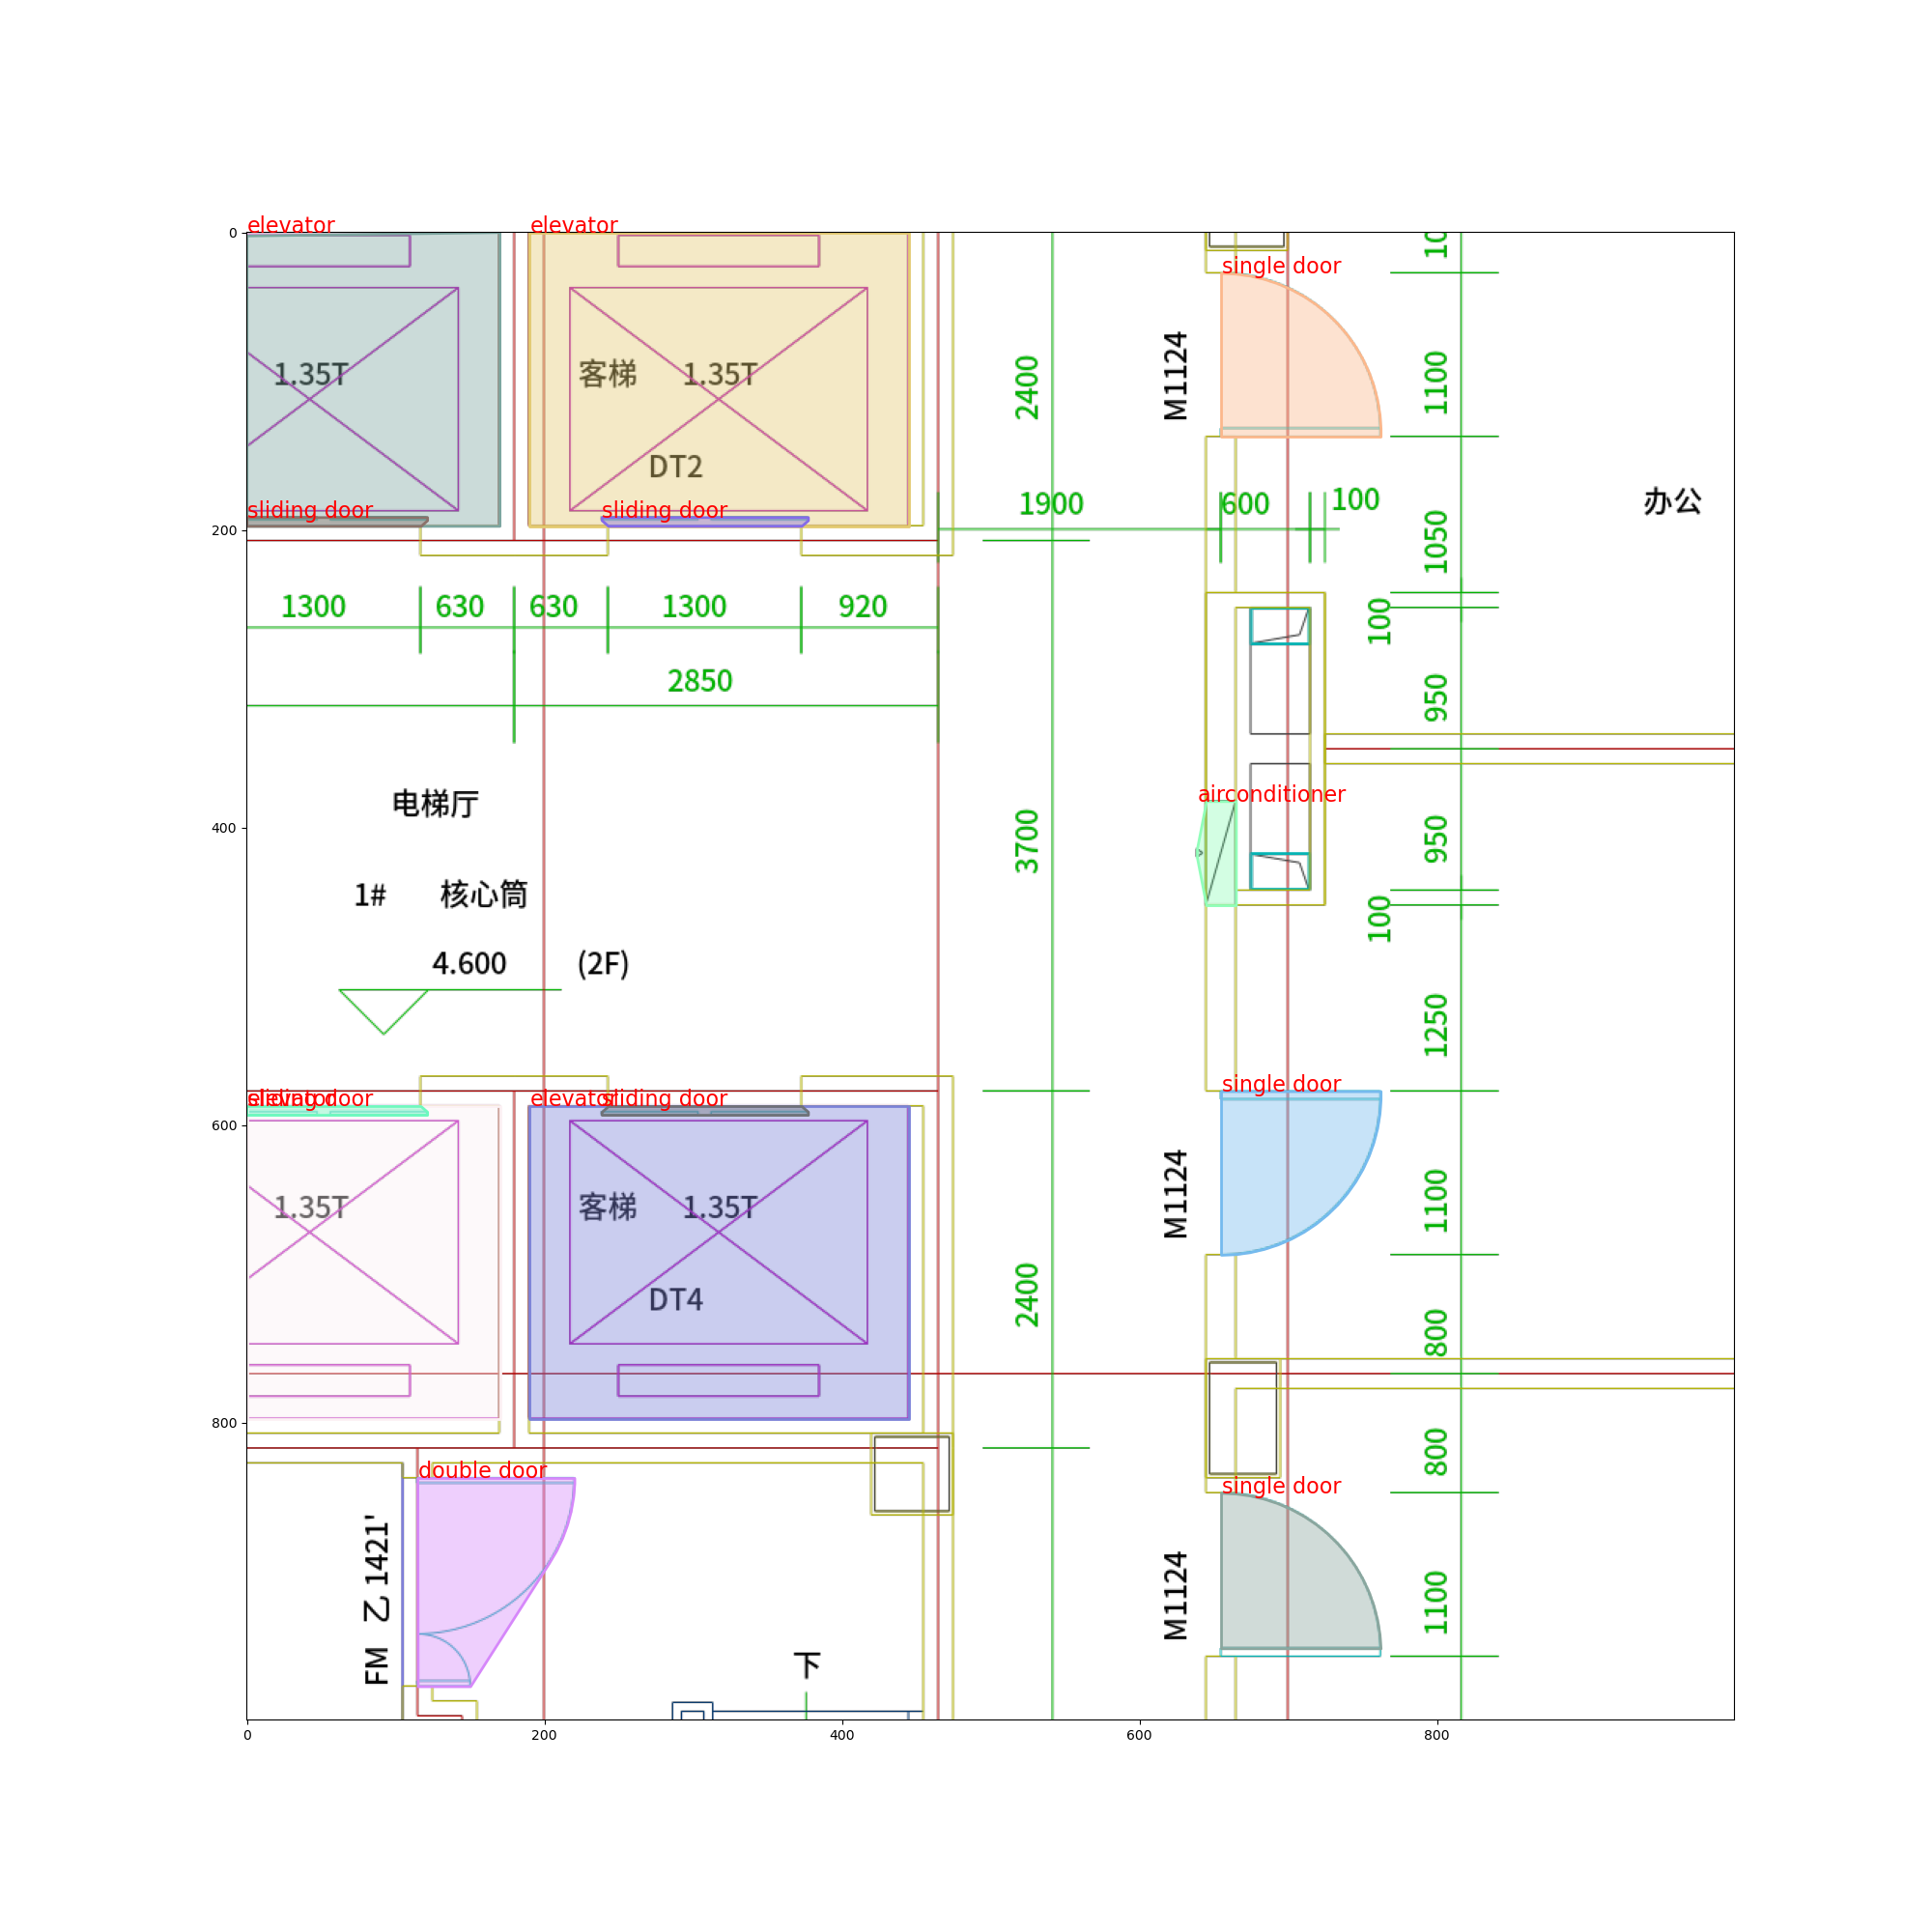 elevator
elevator
10
single door
1.35T
客梯 1.35T
2400
M1124
1100
DT2
sliding door
sliding door
1900
600
100
办公
1050
1300
630
630
1300
920
100
2850
950
电梯厅
airconditioner
3700
950
1# 核心筒
100
4.600 (2F)
1250
sliding door
elevator
elevator
sliding door
single door
1.35T
客梯 1.35T
M1124
1100
DT4
2400
800
800
double door
single door
FM 乙 1421'
M1124
1100
下
0
200
400
600
800
0
200
400
600
800